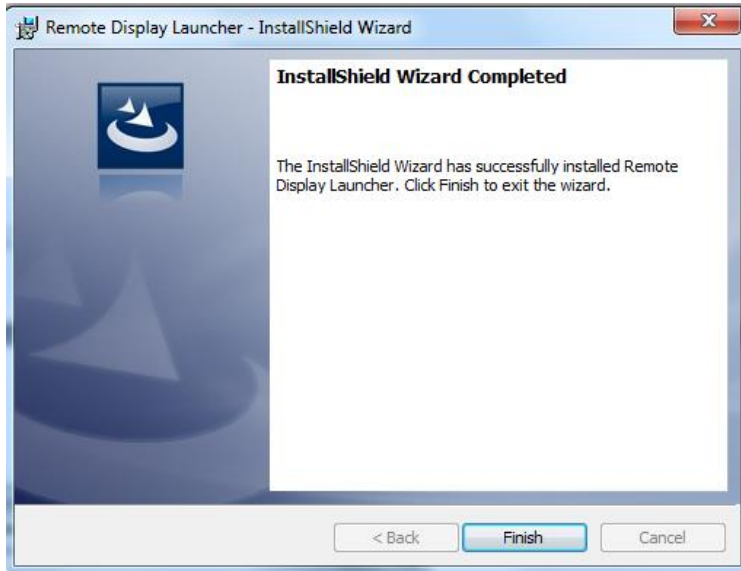 Remote Display Launcher - InstallShield Wizard
InstallShield Wizard Completed
The InstallShield Wizard has successfully installed Remote
Display Launcher. Click Finish to exit the wizard.
< Back
Finish
Cancel